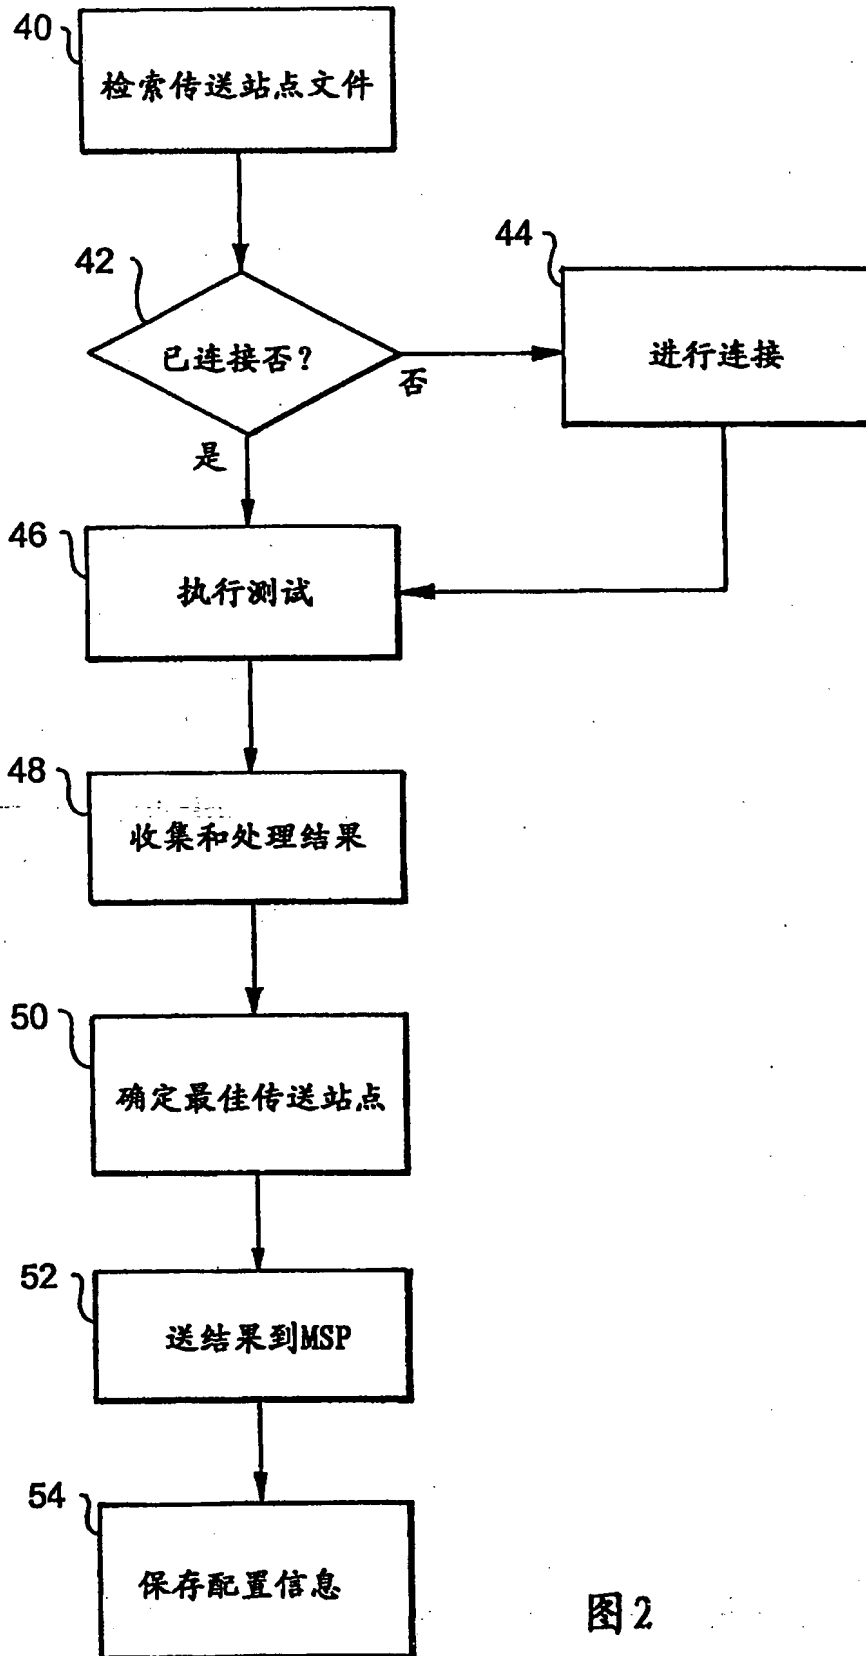 40
检索传送站点文件
42
已连接否?
否
是
44
进行连接
46
执行测试
48
收集和处理结果
50
确定最佳传送站点
52
送结果到MSP
54
保存配置信息
图2